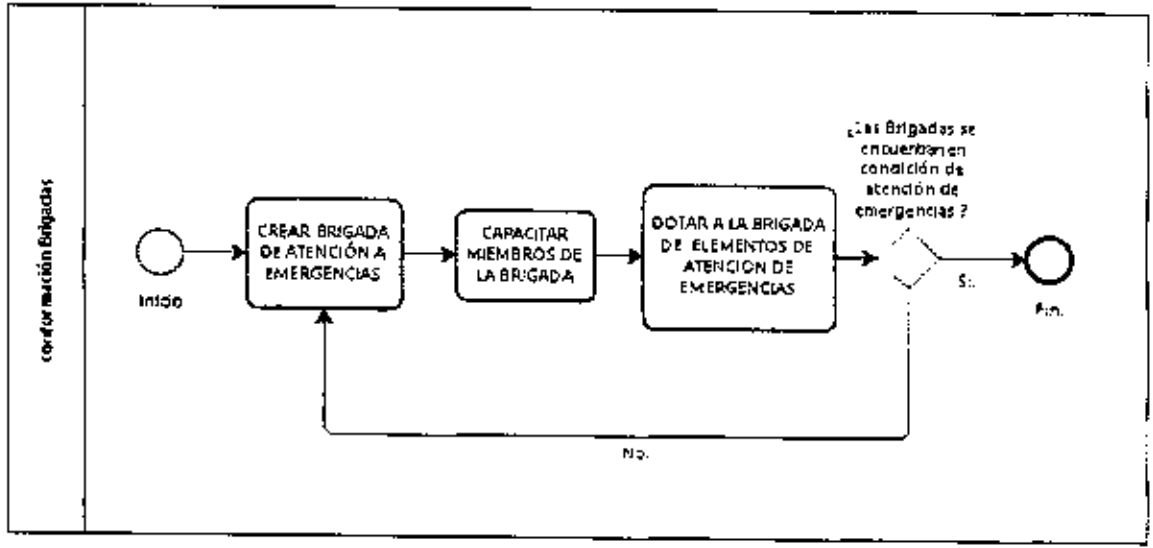 conformación Brigadas
Inicio
CREAR BRIGADA
DE ATENCIÓN A
EMERGENCIAS
CAPACITAR
MIEMBROS DE
LA BRIGADA
DOTAR A LA BRIGADA
DE ELEMENTOS DE
ATENCION DE
EMERGENCIAS
¿Las Brigadas se
encuentran en
condición de
atención de
emergencias ?
Si.
Fin.
No.